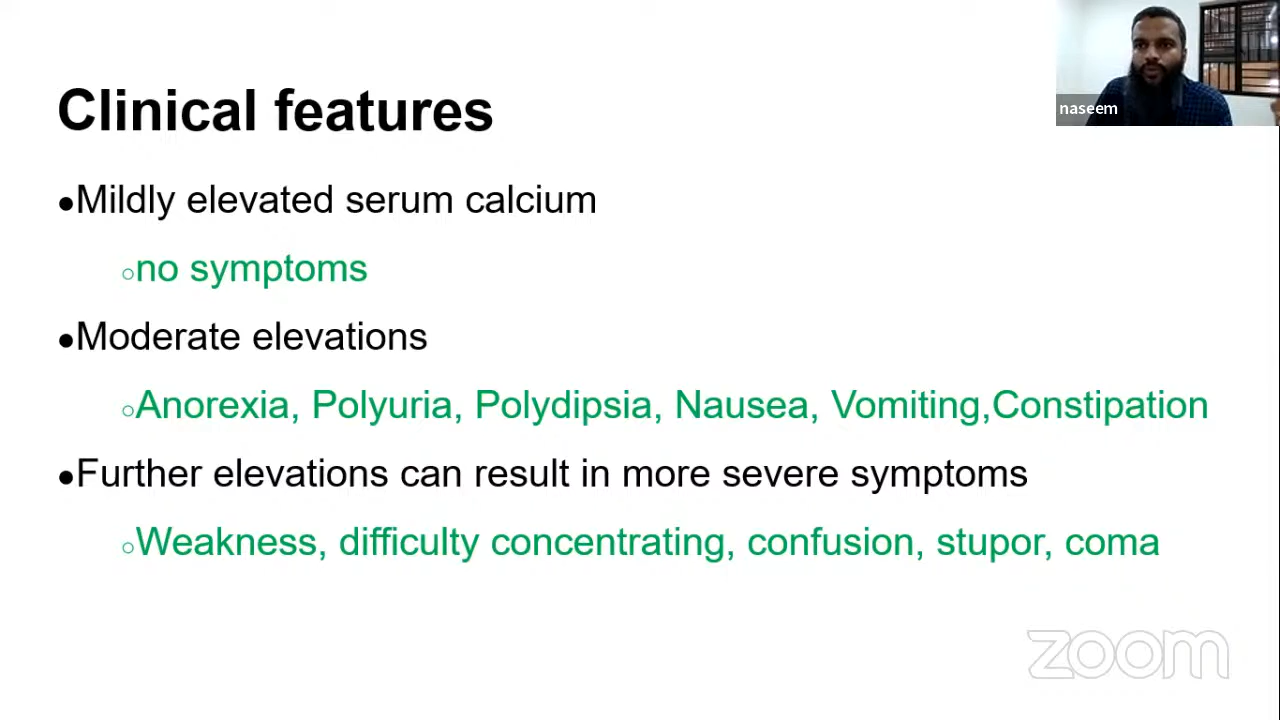 naseem
Clinical features
●Mildly elevated serum calcium
○no symptoms
●Moderate elevations
○Anorexia, Polyuria, Polydipsia, Nausea, Vomiting,Constipation
●Further elevations can result in more severe symptoms
○Weakness, difficulty concentrating, confusion, stupor, coma
zoom